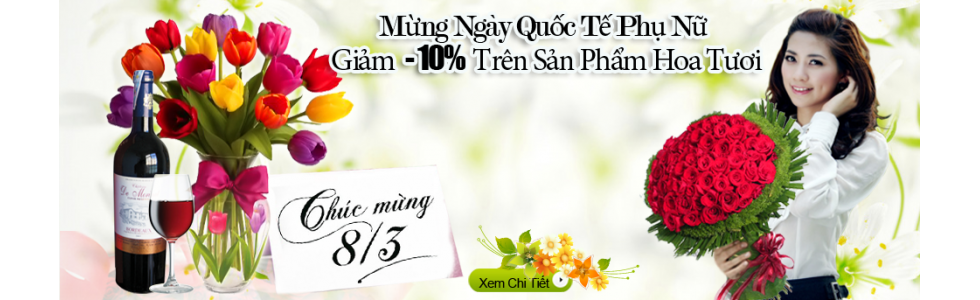 Mừng Ngày Quốc Tế Phụ Nữ
Giảm -10% Trên Sản Phẩm Hoa Tươi
Chúc mừng
8/3
BORDEAUX
Xem Chi Tiết